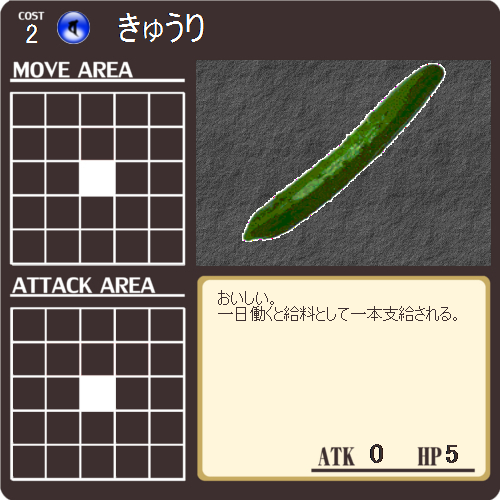 COST
2
きゅうり
MOVE AREA
ATTACK AREA
おいしい。
一日働くと給料として一本支給される。
ATK 0 HP 5